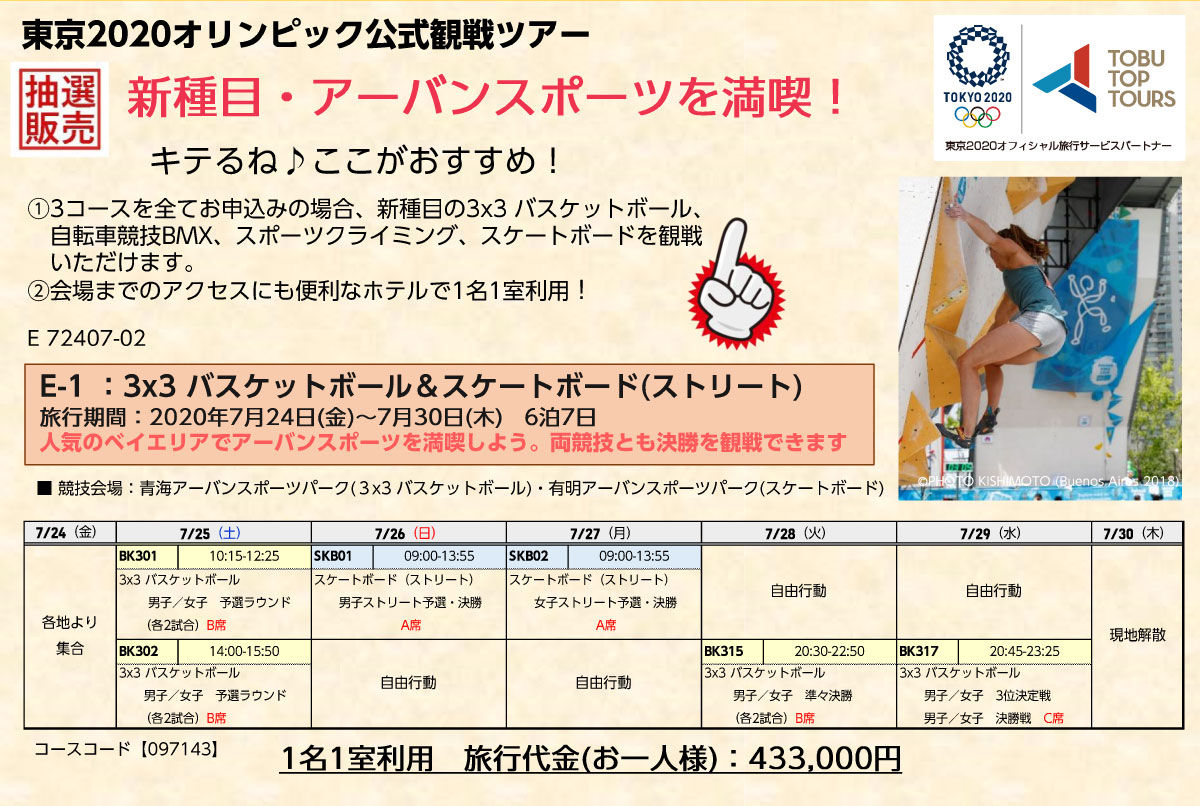 東京2020オリンピック公式観戦ツアー
抽選
販売
新種目・アーバンスポーツを満喫！
キテるね♪ここがおすすめ！
TOKYO 2020
TOBU
TOP
TOURS
東京2020オフィシャル旅行サービスパートナー
①3コースを全てお申込みの場合、新種目の3x3 バスケットボール、
自転車競技BMX、スポーツクライミング、スケートボードを観戦
いただけます。
②会場までのアクセスにも便利なホテルで1名1室利用！
E 72407-02
E-1 ：3x3 バスケットボール＆スケートボード(ストリート)
旅行期間：2020年7月24日(金)～7月30日(木)　6泊7日
人気のベイエリアでアーバンスポーツを満喫しよう。両競技とも決勝を観戦できます
©PHOTO KISHIMOTO (Buenos Aires 2018)
■ 競技会場：青海アーバンスポーツパーク(３x3 バスケットボール)・有明アーバンスポーツパーク(スケートボード)
7/24（金） 7/25（土） 7/26（日） 7/27（月） 7/28（火） 7/29（水） 7/30（木）
各地より
集合
BK301 10:15-12:25
3x3 バスケットボール
男子／女子　予選ラウンド
（各2試合）B席
BK302 14:00-15:50
3x3 バスケットボール
男子／女子　予選ラウンド
（各2試合）B席
SKB01 09:00-13:55
スケートボード（ストリート）
男子ストリート予選・決勝
A席
自由行動
SKB02 09:00-13:55
スケートボード（ストリート）
女子ストリート予選・決勝
A席
自由行動
自由行動
BK315 20:30-22:50
3x3 バスケットボール
男子／女子　準々決勝
（各2試合）B席
自由行動
BK317 20:45-23:25
3x3 バスケットボール
男子／女子　3位決定戦
男子／女子　決勝戦　C席
現地解散
コースコード【097143】
1名1室利用　旅行代金(お一人様)：433,000円